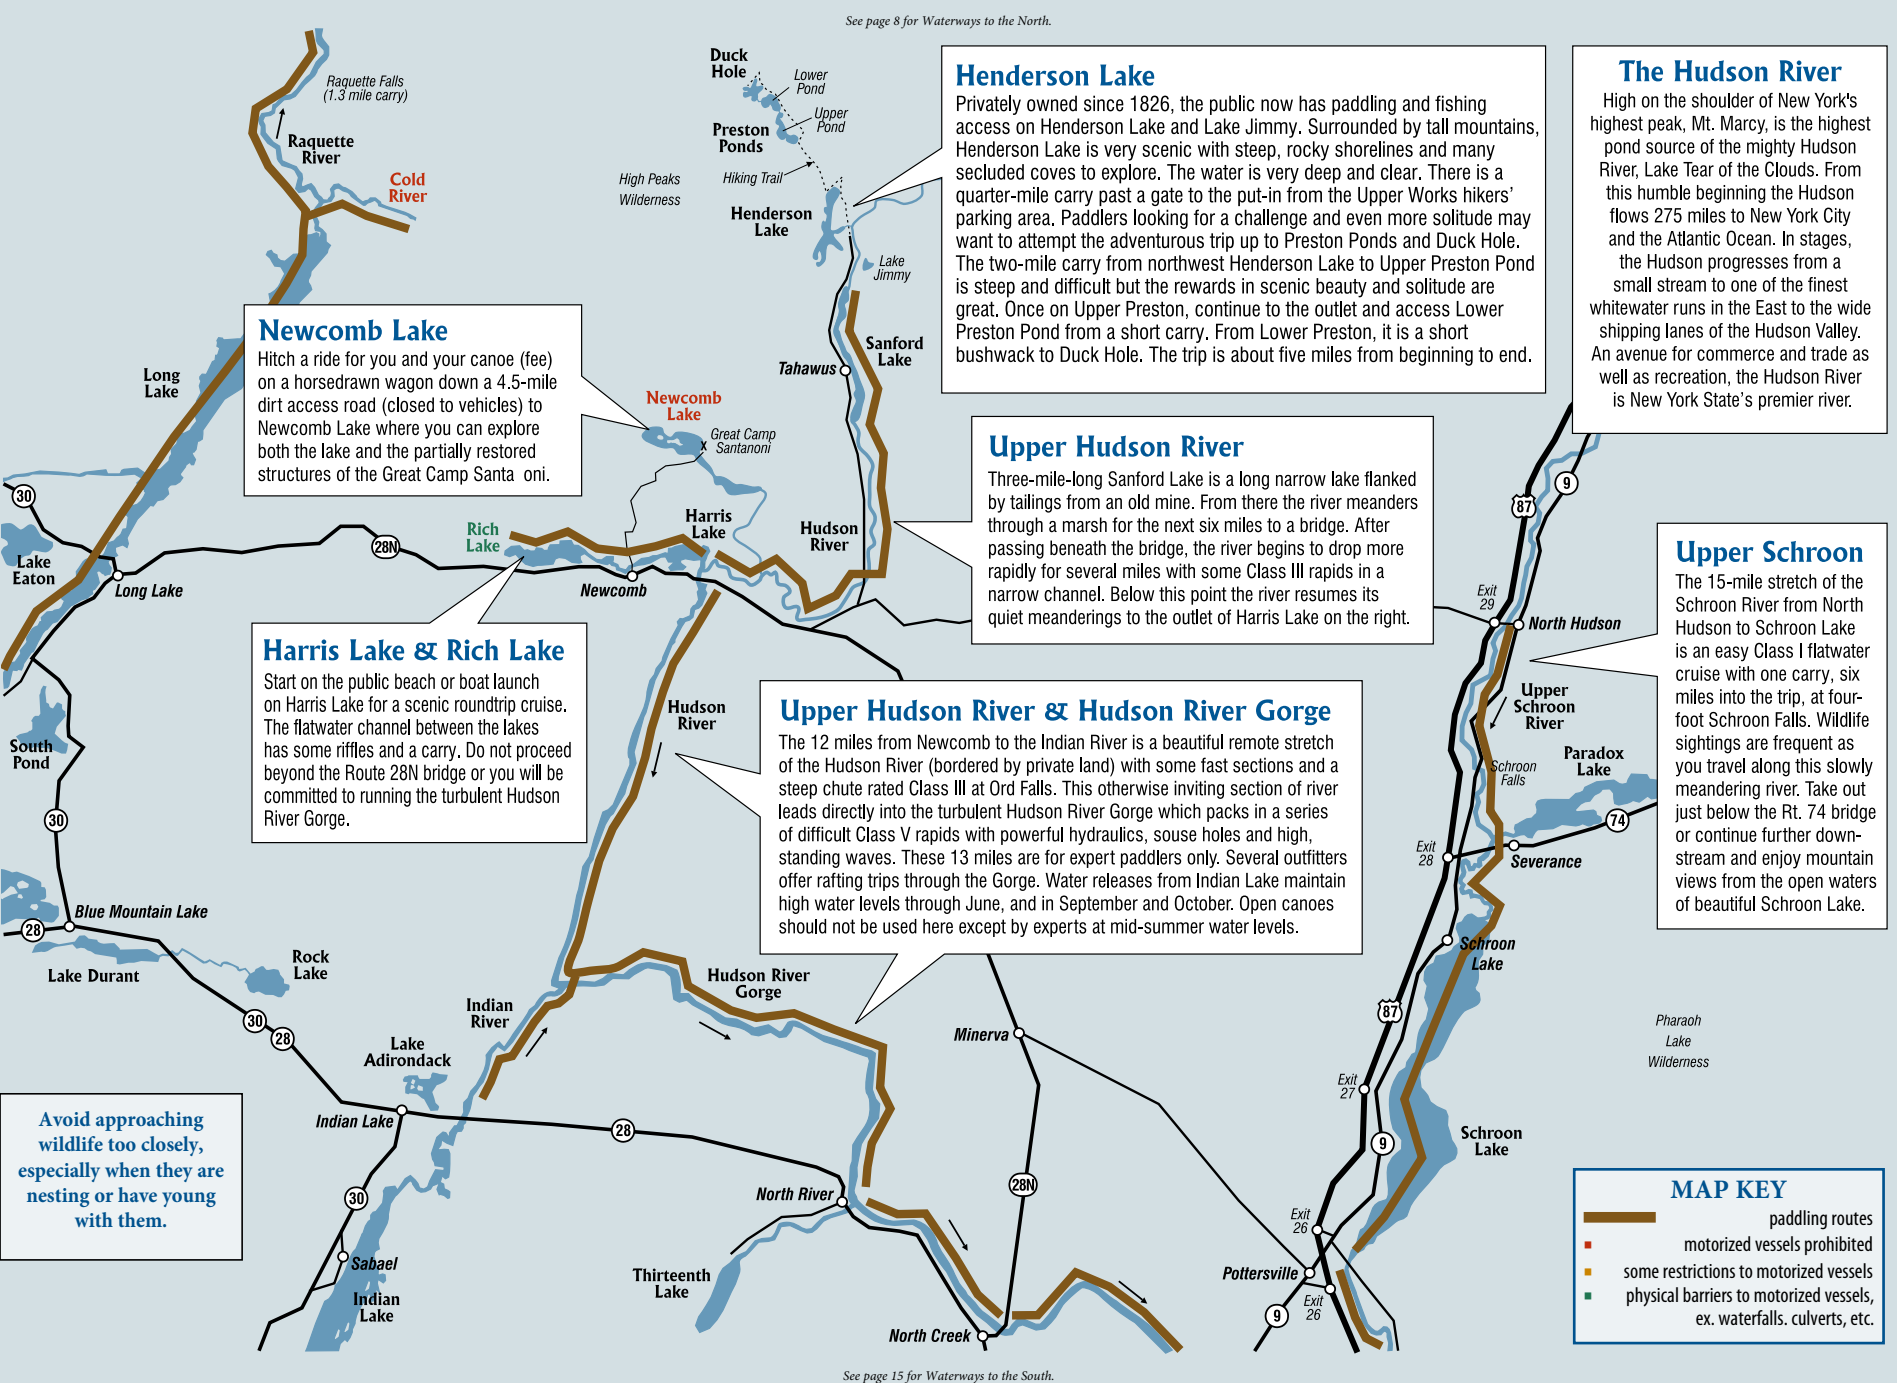 See page 8 for Waterways to the North.
Raquette Falls
(1.3 mile carry)
Raquette
River
Cold
River
High Peaks
Wilderness
Duck
Hole
Lower
Pond
Upper
Pond
Preston
Ponds
Hiking Trail
Henderson
Lake
Lake
Jimmy
Sanford
Lake
Tahawus
Henderson Lake
Privately owned since 1826, the public now has paddling and fishing
access on Henderson Lake and Lake Jimmy. Surrounded by tall mountains,
Henderson Lake is very scenic with steep, rocky shorelines and many
secluded coves to explore. The water is very deep and clear. There is a
quarter-mile carry past a gate to the put-in from the Upper Works hikers'
parking area. Paddlers looking for a challenge and even more solitude may
want to attempt the adventurous trip up to Preston Ponds and Duck Hole.
The two-mile carry from northwest Henderson Lake to Upper Preston Pond
is steep and difficult but the rewards in scenic beauty and solitude are
great. Once on Upper Preston, continue to the outlet and access Lower
Preston Pond from a short carry. From Lower Preston, it is a short
bushwack to Duck Hole. The trip is about five miles from beginning to end.
The Hudson River
High on the shoulder of New York's
highest peak, Mt. Marcy, is the highest
pond source of the mighty Hudson
River, Lake Tear of the Clouds. From
this humble beginning the Hudson
flows 275 miles to New York City
and the Atlantic Ocean. In stages,
the Hudson progresses from a
small stream to one of the finest
whitewater runs in the East to the wide
shipping lanes of the Hudson Valley.
An avenue for commerce and trade as
well as recreation, the Hudson River
is New York State's premier river.
Newcomb Lake
Hitch a ride for you and your canoe (fee)
on a horsedrawn wagon down a 4.5-mile
dirt access road (closed to vehicles) to
Newcomb Lake where you can explore
both the lake and the partially restored
structures of the Great Camp Santa oni.
Long
Lake
Newcomb
Lake
Great Camp
Santanoni
x
Upper Hudson River
Three-mile-long Sanford Lake is a long narrow lake flanked
by tailings from an old mine. From there the river meanders
through a marsh for the next six miles to a bridge. After
passing beneath the bridge, the river begins to drop more
rapidly for several miles with some Class III rapids in a
narrow channel. Below this point the river resumes its
quiet meanderings to the outlet of Harris Lake on the right.
9
87
30
Lake
Eaton
Long Lake
28N
Rich
Lake
Harris
Lake
Hudson
River
Newcomb
Exit
29
North Hudson
Upper Schroon
The 15-mile stretch of the
Schroon River from North
Hudson to Schroon Lake
is an easy Class I flatwater
cruise with one carry, six
miles into the trip, at four-
foot Schroon Falls. Wildlife
sightings are frequent as
you travel along this slowly
meandering river. Take out
just below the Rt. 74 bridge
or continue further down-
stream and enjoy mountain
views from the open waters
of beautiful Schroon Lake.
Harris Lake & Rich Lake
Start on the public beach or boat launch
on Harris Lake for a scenic roundtrip cruise.
The flatwater channel between the lakes
has some riffles and a carry. Do not proceed
beyond the Route 28N bridge or you will be
committed to running the turbulent Hudson
River Gorge.
South
Pond
30
Hudson
River
Upper Hudson River & Hudson River Gorge
The 12 miles from Newcomb to the Indian River is a beautiful remote stretch
of the Hudson River (bordered by private land) with some fast sections and a
steep chute rated Class III at Ord Falls. This otherwise inviting section of river
leads directly into the turbulent Hudson River Gorge which packs in a series
of difficult Class V rapids with powerful hydraulics, souse holes and high,
standing waves. These 13 miles are for expert paddlers only. Several outfitters
offer rafting trips through the Gorge. Water releases from Indian Lake maintain
high water levels through June, and in September and October. Open canoes
should not be used here except by experts at mid-summer water levels.
Upper
Schroon
River
Schroon
Falls
Paradox
Lake
74
Exit
28
Severance
Blue Mountain Lake
28
Lake Durant
Rock
Lake
Schroon
Lake
Hudson River
Gorge
Indian
River
30
28
Lake
Adirondack
Minerva
87
Pharaoh
Lake
Wilderness
Exit
27
Avoid approaching
wildlife too closely,
especially when they are
nesting or have young
with them.
Indian Lake
28
9
Schroon
Lake
30
North River
28N
Exit
26
Sabael
Indian
Lake
Thirteenth
Lake
Pottersville
Exit
26
9
North Creek
MAP KEY
paddling routes
motorized vessels prohibited
some restrictions to motorized vessels
physical barriers to motorized vessels,
ex. waterfalls. culverts, etc.
See page 15 for Waterways to the South.